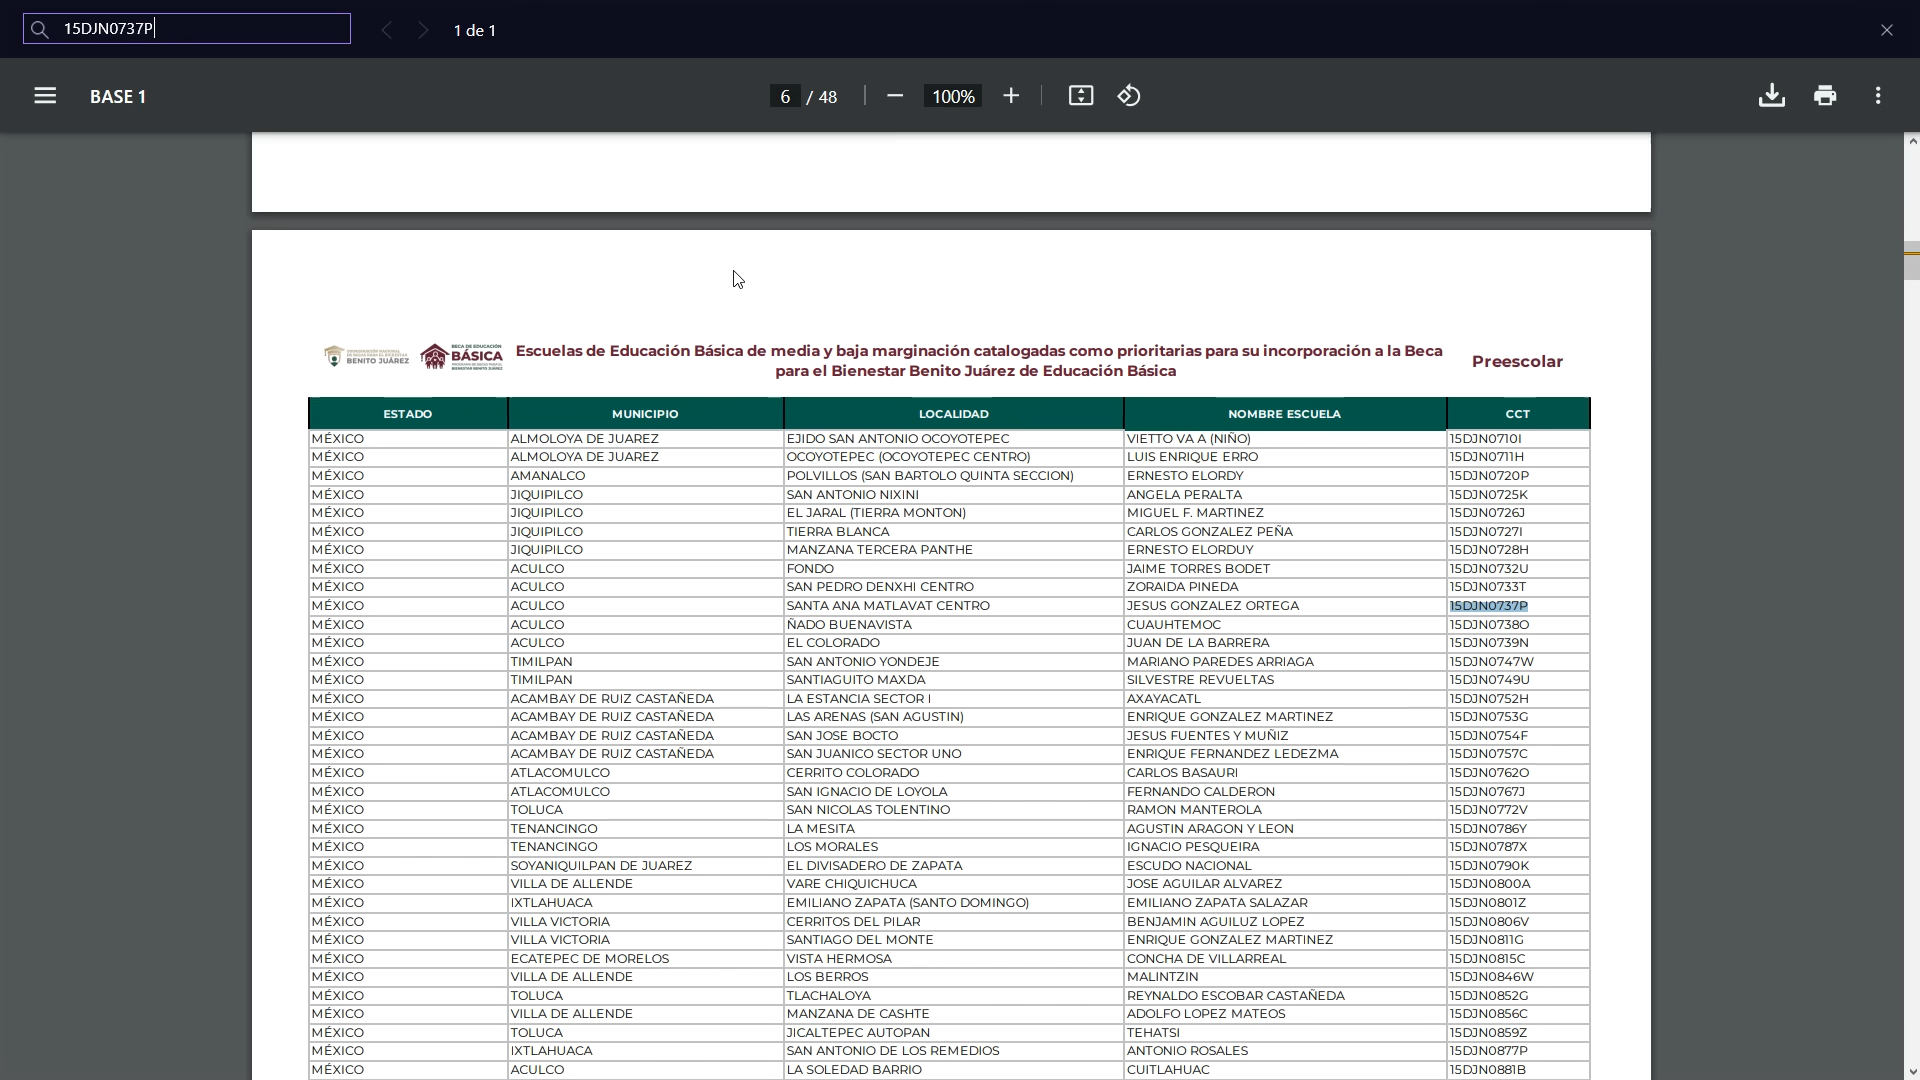 15DJN0737P
1 de 1
BASE 1
6 / 48
100%
BENITO JUÁREZ
BECA DE EDUCACIÓN
BÁSICA
BIENESTAR BENITO JUÁREZ
Escuelas de Educación Básica de media y baja marginación catalogadas como prioritarias para su incorporación a la Beca
para el Bienestar Benito Juárez de Educación Básica
Preescolar
ESTADO MUNICIPIO LOCALIDAD NOMBRE ESCUELA CCT
MÉXICO ALMOLOYA DE JUAREZ EJIDO SAN ANTONIO OCOYOTEPEC VIETTO VA A (NIÑO) 15DJN0710I
MÉXICO ALMOLOYA DE JUAREZ OCOYOTEPEC (OCOYOTEPEC CENTRO) LUIS ENRIQUE ERRO 15DJN0711H
MÉXICO AMANALCO POLVILLOS (SAN BARTOLO QUINTA SECCION) ERNESTO ELORDY 15DJN0720P
MÉXICO JIQUIPILCO SAN ANTONIO NIXINI ANGELA PERALTA 15DJN0725K
MÉXICO JIQUIPILCO EL JARAL (TIERRA MONTON) MIGUEL F. MARTINEZ 15DJN0726J
MÉXICO JIQUIPILCO TIERRA BLANCA CARLOS GONZALEZ PEÑA 15DJN0727I
MÉXICO JIQUIPILCO MANZANA TERCERA PANTHE ERNESTO ELORDUY 15DJN0728H
MÉXICO ACULCO FONDO JAIME TORRES BODET 15DJN0732U
MÉXICO ACULCO SAN PEDRO DENXHI CENTRO ZORAIDA PINEDA 15DJN0733T
MÉXICO ACULCO SANTA ANA MATLAVAT CENTRO JESUS GONZALEZ ORTEGA 15DJN0737P
MÉXICO ACULCO ÑADO BUENAVISTA CUAUHTEMOC 15DJN0738O
MÉXICO ACULCO EL COLORADO JUAN DE LA BARRERA 15DJN0739N
MÉXICO TIMILPAN SAN ANTONIO YONDEJE MARIANO PAREDES ARRIAGA 15DJN0747W
MÉXICO TIMILPAN SANTIAGUITO MAXDA SILVESTRE REVUELTAS 15DJN0749U
MÉXICO ACAMBAY DE RUIZ CASTAÑEDA LA ESTANCIA SECTOR I AXAYACATL 15DJN0752H
MÉXICO ACAMBAY DE RUIZ CASTAÑEDA LAS ARENAS (SAN AGUSTIN) ENRIQUE GONZALEZ MARTINEZ 15DJN0753G
MÉXICO ACAMBAY DE RUIZ CASTAÑEDA SAN JOSE BOCTO JESUS FUENTES Y MUÑIZ 15DJN0754F
MÉXICO ACAMBAY DE RUIZ CASTAÑEDA SAN JUANICO SECTOR UNO ENRIQUE FERNANDEZ LEDEZMA 15DJN0757C
MÉXICO ATLACOMULCO CERRITO COLORADO CARLOS BASAURI 15DJN0762O
MÉXICO ATLACOMULCO SAN IGNACIO DE LOYOLA FERNANDO CALDERON 15DJN0767J
MÉXICO TOLUCA SAN NICOLAS TOLENTINO RAMON MANTEROLA 15DJN0772V
MÉXICO TENANCINGO LA MESITA AGUSTIN ARAGON Y LEON 15DJN0786Y
MÉXICO TENANCINGO LOS MORALES IGNACIO PESQUEIRA 15DJN0787X
MÉXICO SOYANIQUILPAN DE JUAREZ EL DIVISADERO DE ZAPATA ESCUDO NACIONAL 15DJN0790K
MÉXICO VILLA DE ALLENDE VARE CHIQUICHUCA JOSE AGUILAR ALVAREZ 15DJN0800A
MÉXICO IXTLAHUACA EMILIANO ZAPATA (SANTO DOMINGO) EMILIANO ZAPATA SALAZAR 15DJN0801Z
MÉXICO VILLA VICTORIA CERRITOS DEL PILAR BENJAMIN AGUILUZ LOPEZ 15DJN0806V
MÉXICO VILLA VICTORIA SANTIAGO DEL MONTE ENRIQUE GONZALEZ MARTINEZ 15DJN0811G
MÉXICO ECATEPEC DE MORELOS VISTA HERMOSA CONCHA DE VILLARREAL 15DJN0815C
MÉXICO VILLA DE ALLENDE LOS BERROS MALINTZIN 15DJN0846W
MÉXICO TOLUCA TLACHALOYA REYNALDO ESCOBAR CASTAÑEDA 15DJN0852G
MÉXICO VILLA DE ALLENDE MANZANA DE CASHTE ADOLFO LOPEZ MATEOS 15DJN0856C
MÉXICO TOLUCA JICALTEPEC AUTOPAN TEHATSI 15DJN0859Z
MÉXICO IXTLAHUACA SAN ANTONIO DE LOS REMEDIOS ANTONIO ROSALES 15DJN0877P
MÉXICO ACULCO LA SOLEDAD BARRIO CUITLAHUAC 15DJN0881B